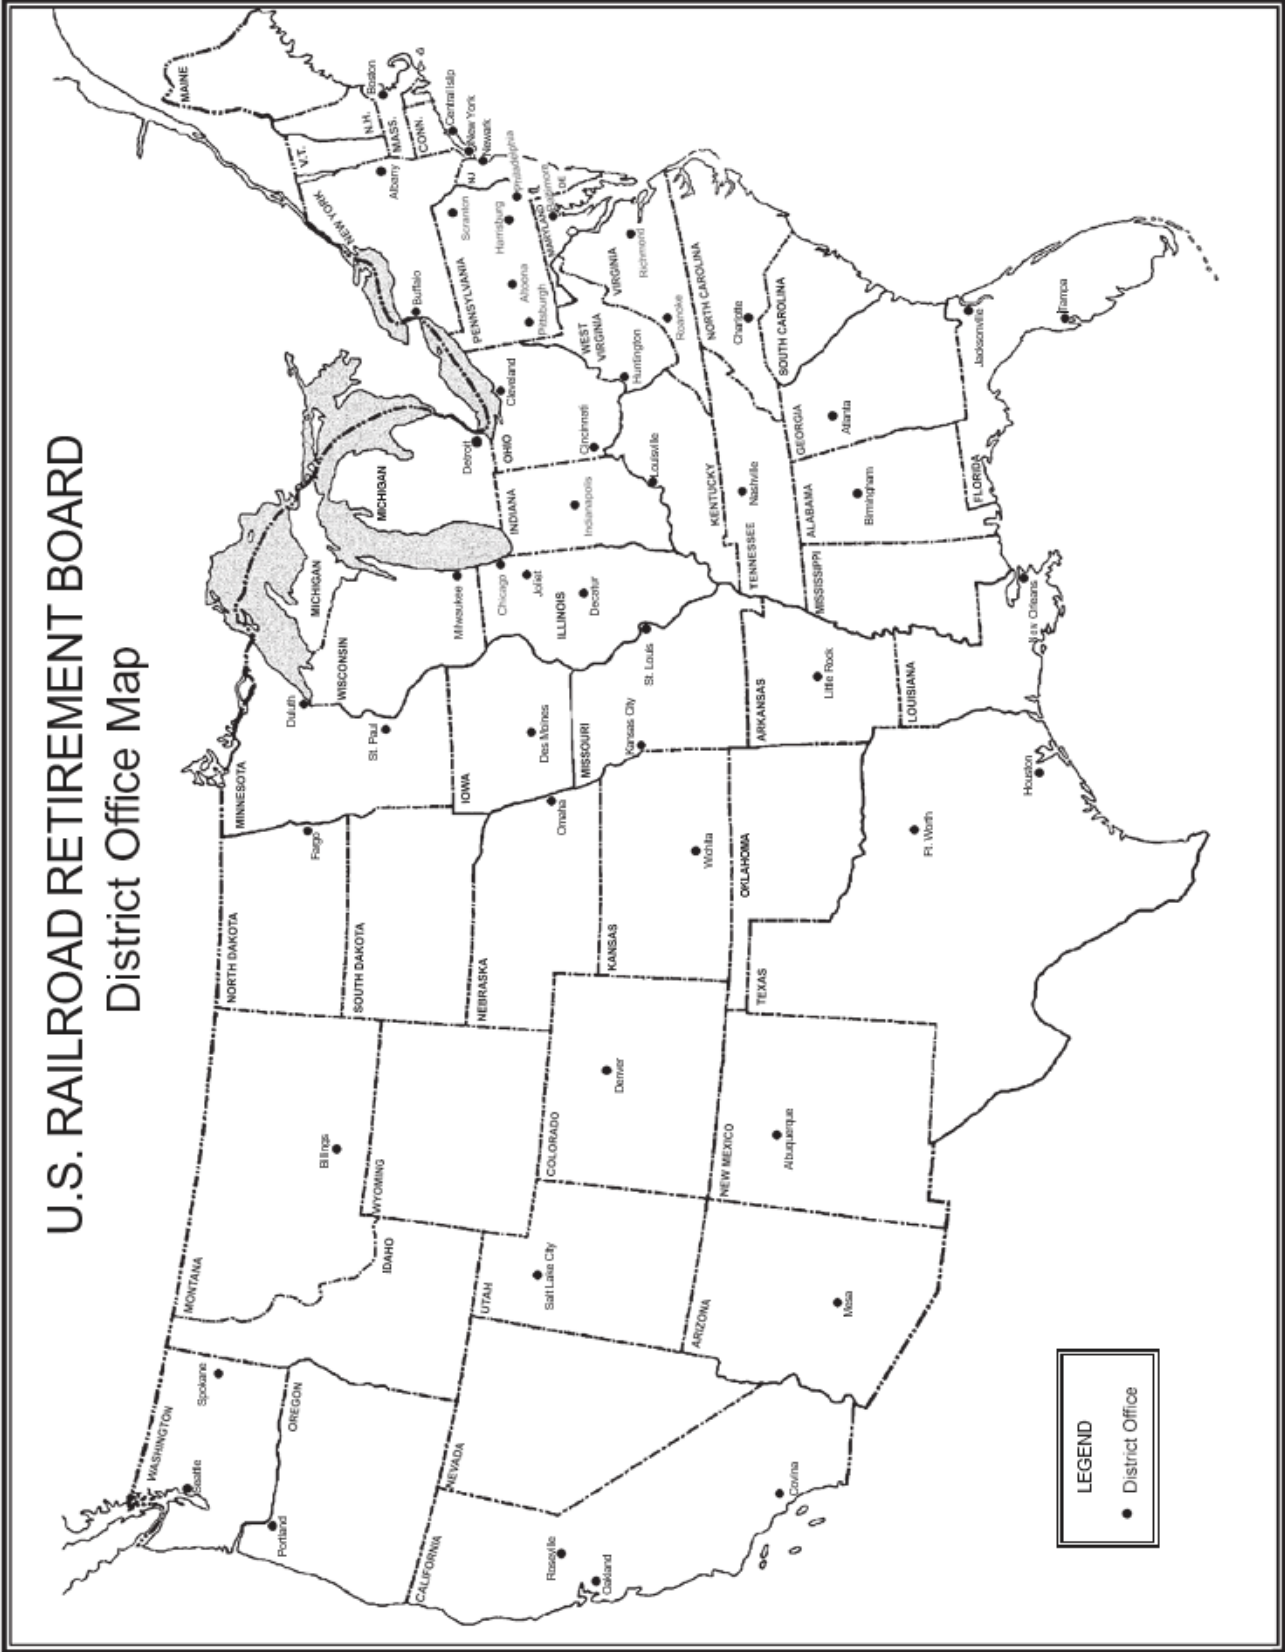 U.S. RAILROAD RETIREMENT BOARD
District Office Map
WASHINGTON
Seattle
Spokane
Portland
OREGON
CALIFORNIA
Roseville
Oakland
Covina
NEVADA
MONTANA
Billings
IDAHO
WYOMING
UTAH
Salt Lake City
ARIZONA
Mesa
COLORADO
Denver
NEW MEXICO
Albuquerque
NORTH DAKOTA
Fargo
SOUTH DAKOTA
NEBRASKA
Omaha
KANSAS
Wichita
OKLAHOMA
TEXAS
Ft. Worth
Houston
MINNESOTA
Duluth
St. Paul
IOWA
Des Moines
MISSOURI
Kansas City
St. Louis
ARKANSAS
Little Rock
LOUISIANA
New Orleans
WISCONSIN
Milwaukee
MICHIGAN
MICHIGAN
Detroit
ILLINOIS
Chicago
Joliet
Decatur
INDIANA
Indianapolis
OHIO
Cleveland
Cincinnati
KENTUCKY
Louisville
TENNESSEE
Nashville
MISSISSIPPI
ALABAMA
Birmingham
GEORGIA
Atlanta
FLORIDA
Jacksonville
Tampa
SOUTH CAROLINA
NORTH CAROLINA
Charlotte
VIRGINIA
Richmond
Roanoke
WEST
VIRGINIA
Huntington
PENNSYLVANIA
Scranton
Harrisburg
Altoona
Pittsburgh
Philadelphia
MARYLAND
Baltimore
DE
NJ
Newark
New York
Central Islip
NEW YORK
Albany
Buffalo
V.T.
N.H.
MAINE
MASS.
Boston
CONN.
LEGEND
District Office